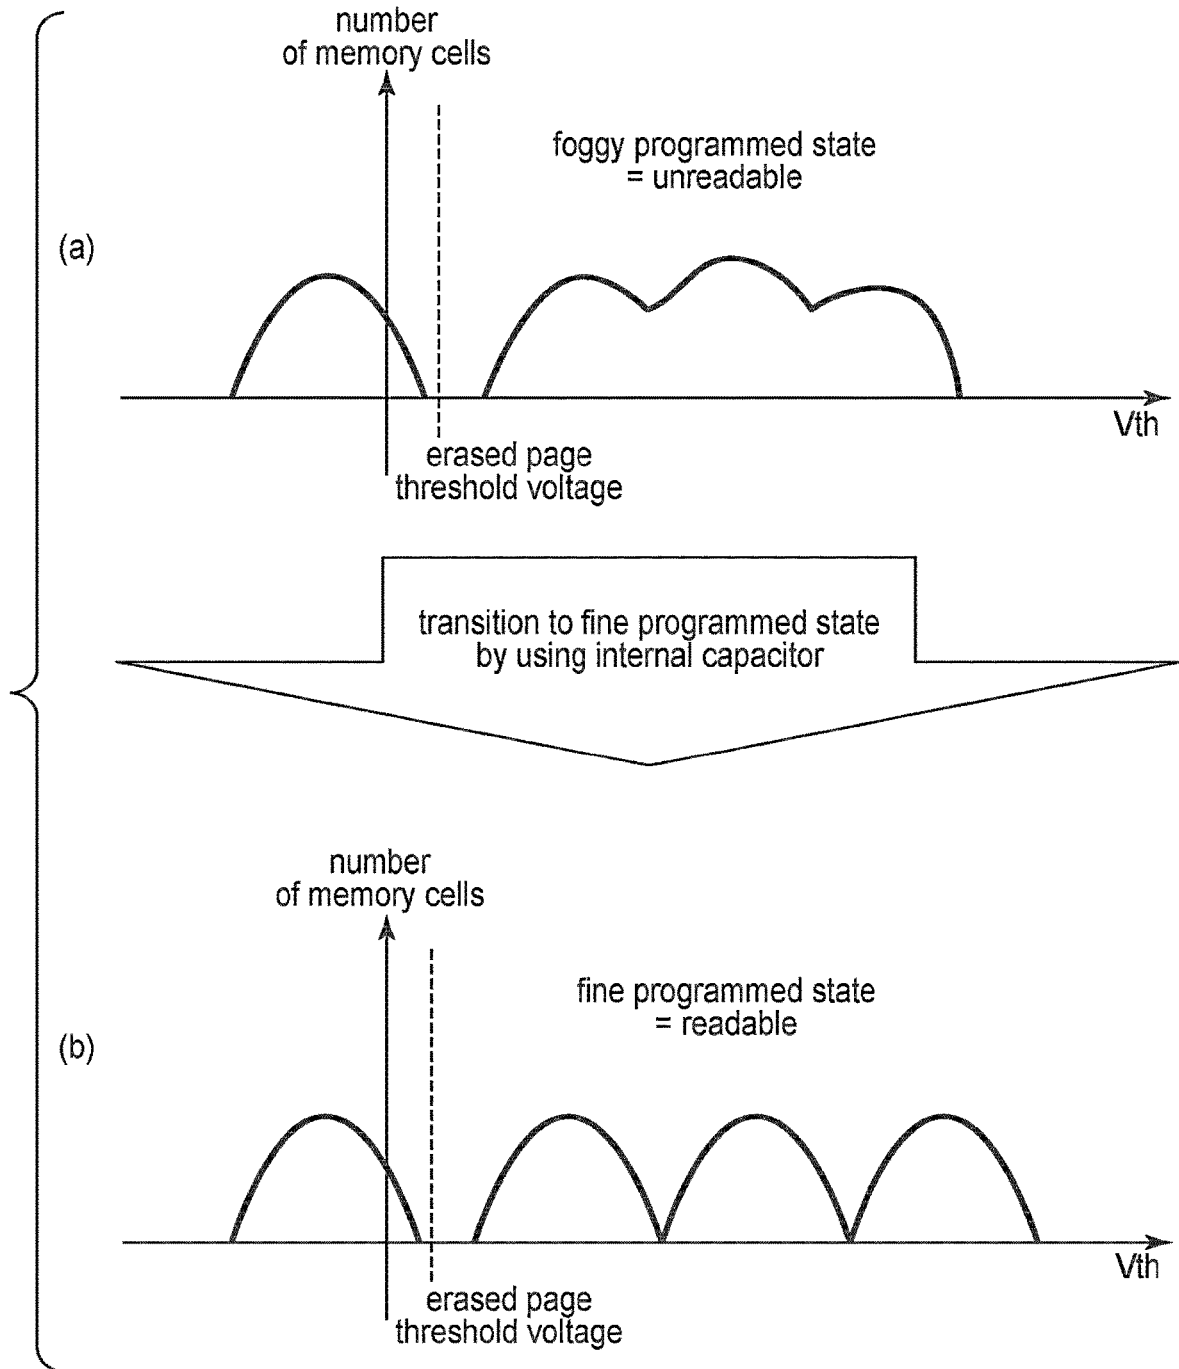 number
of memory cells
foggy programmed state
= unreadable
(a)
Vth
erased page
threshold voltage
transition to fine programmed state
by using internal capacitor
number
of memory cells
fine programmed state
= readable
(b)
Vth
erased page
threshold voltage